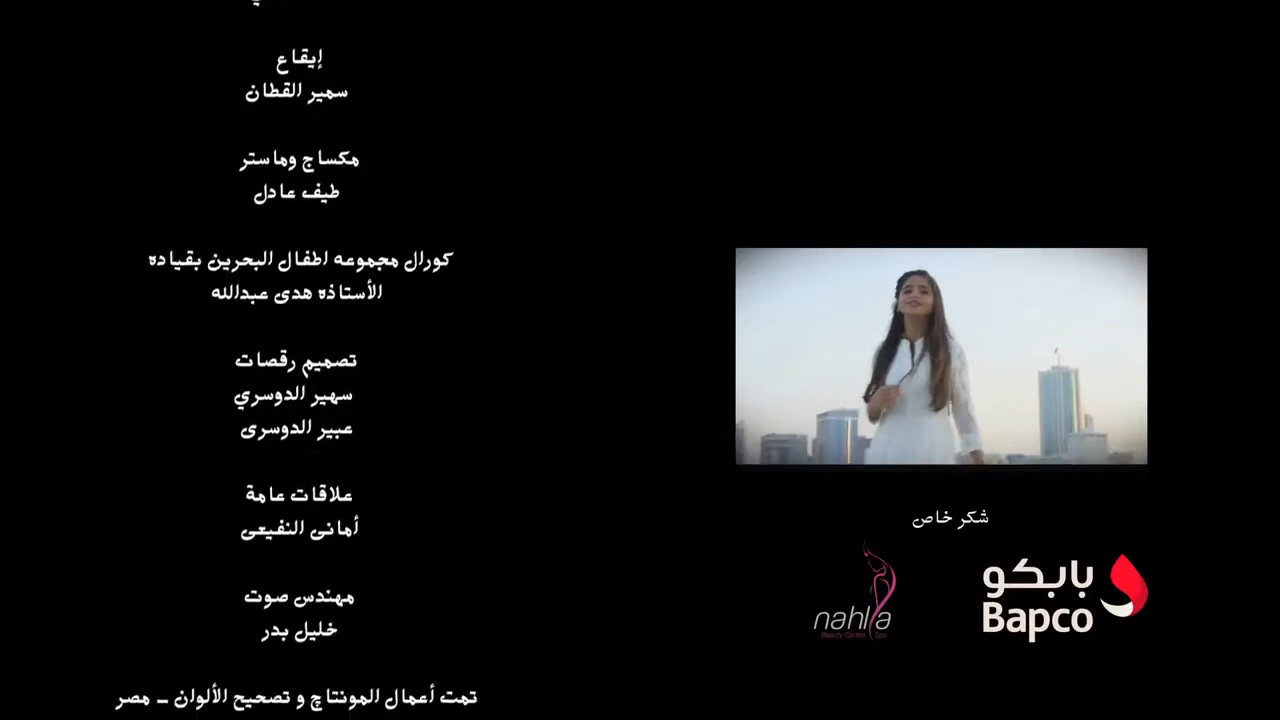 إيقاع
سمير القطان
مكساج وماستر
طيف عادل
كورال مجموعه اطفال البحرين بقياده
الأستاذه هدى عبدالله
تصميم رقصات
سهير الدوسري
عبير الدوسرى
علاقات عامة
أمانى النفيعى
مهندس صوت
خليل بدر
تمت أعمال المونتاج و تصحيح الألوان - مصر
شكر خاص
nahla
Beauty Centre Spa
بابكو
Bapco